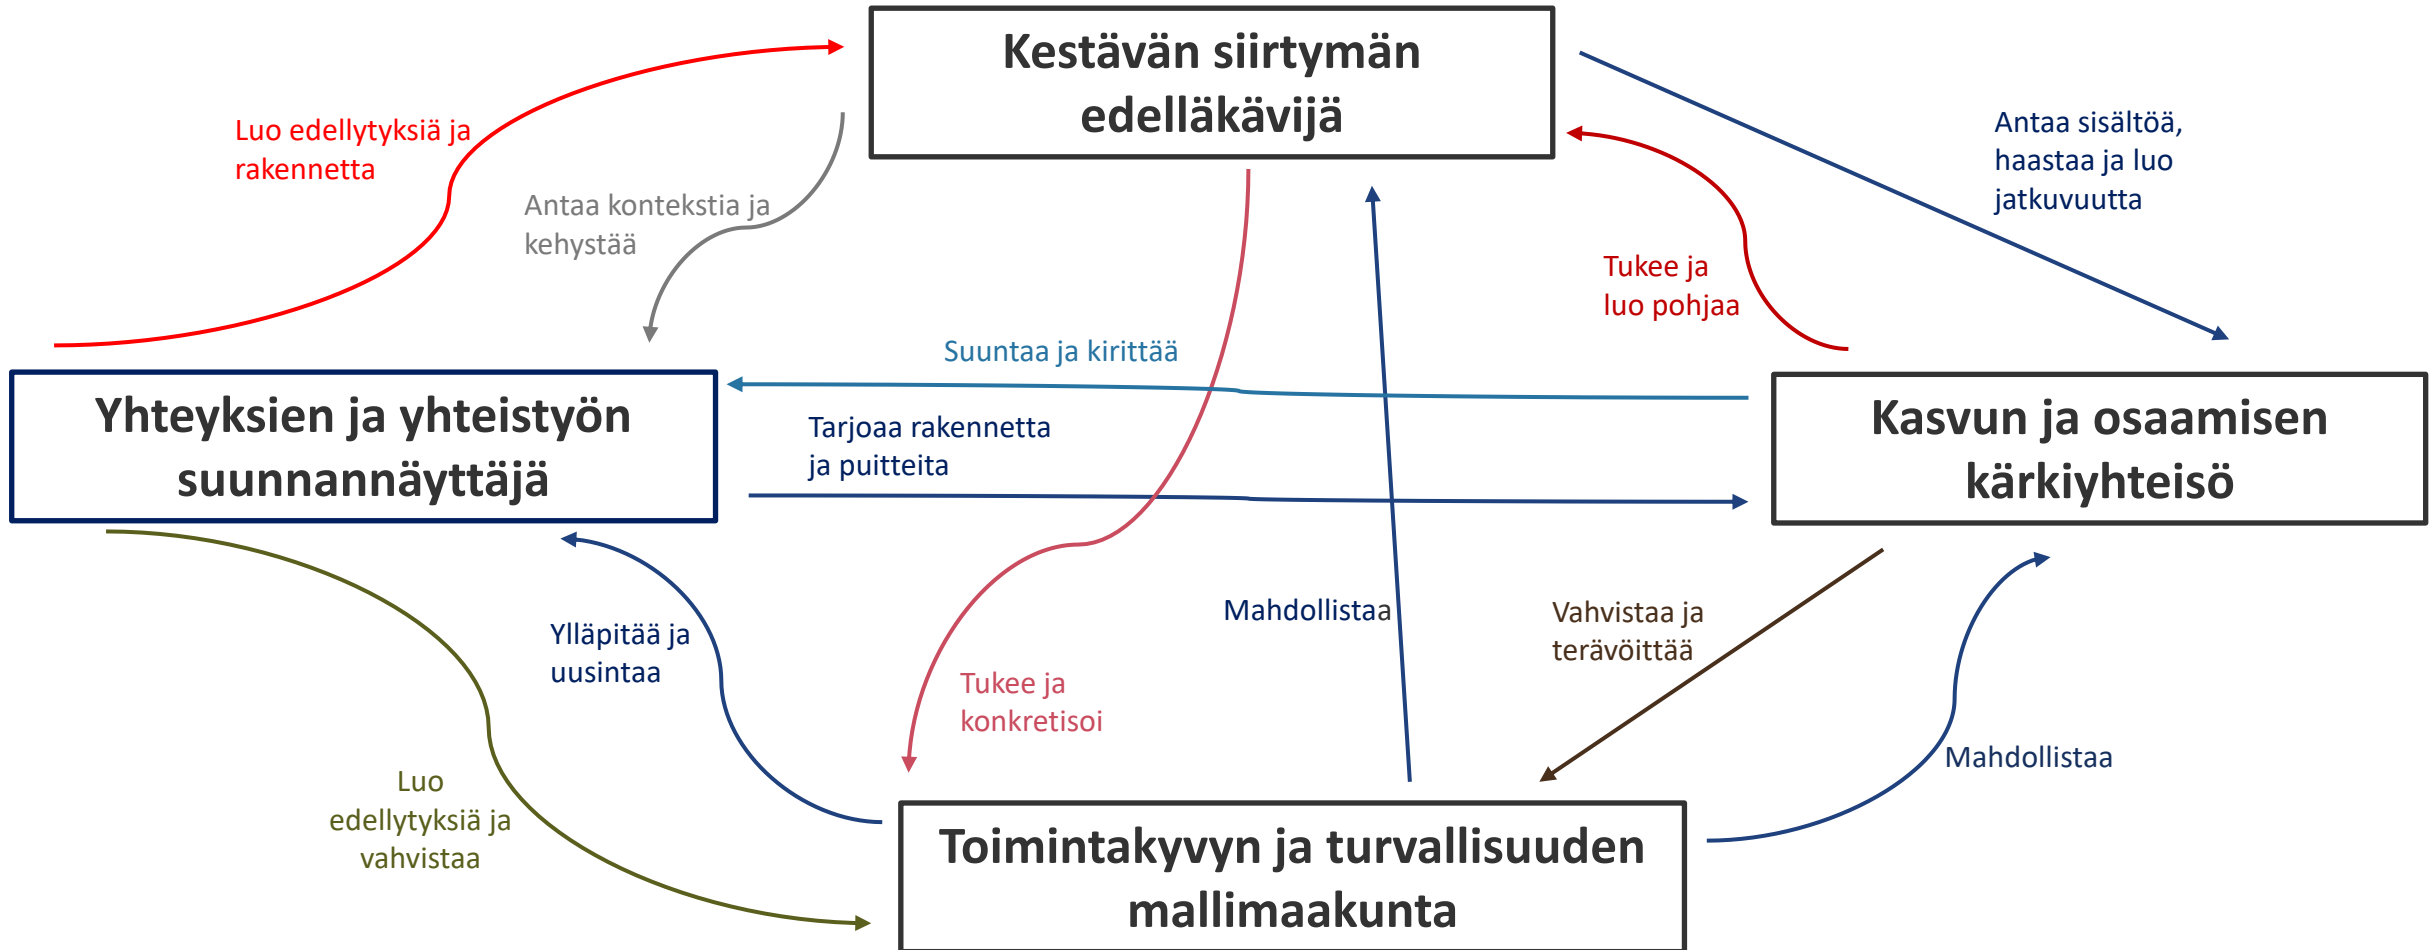 Kestävän siirtymän
edelläkävijä
Luo edellytyksiä ja
rakennetta
Antaa sisältöä,
haastaa ja luo
jatkuvuutta
Antaa kontekstia ja
kehystää
Tukee ja
luo pohjaa
Suuntaa ja kirittää
Yhteyksien ja yhteistyön
suunnannäyttäjä
Tarjoaa rakennetta
ja puitteita
Kasvun ja osaamisen
kärkiyhteisö
Ylläpitää ja
uusintaa
Mahdollistaa
Vahvistaa ja
terävöittää
Tukee ja
konkretisoi
Mahdollistaa
Luo
edellytyksiä ja
vahvistaa
Toimintakyvyn ja turvallisuuden
mallimaakunta